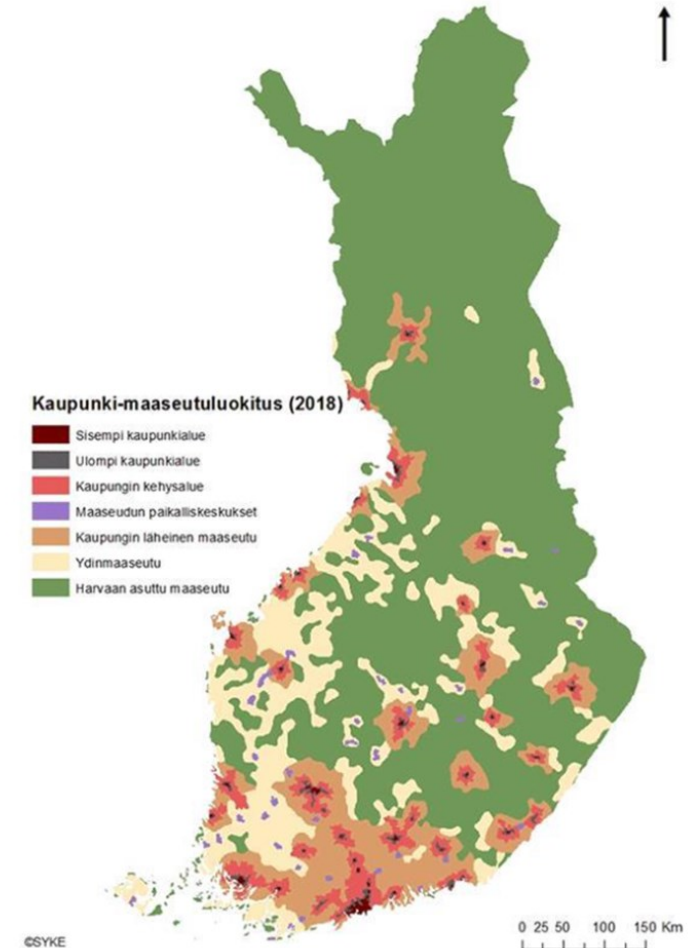 Kaupunki-maaseutuluokitus (2018)
Sisempi kaupunkialue
Ulompi kaupunkialue
Kaupungin kehysalue
Maaseudun paikalliskeskukset
Kaupungin läheinen maaseutu
Ydinmaaseutu
Harvaan asuttu maaseutu
0 25 50 100 150 Km
©SYKE